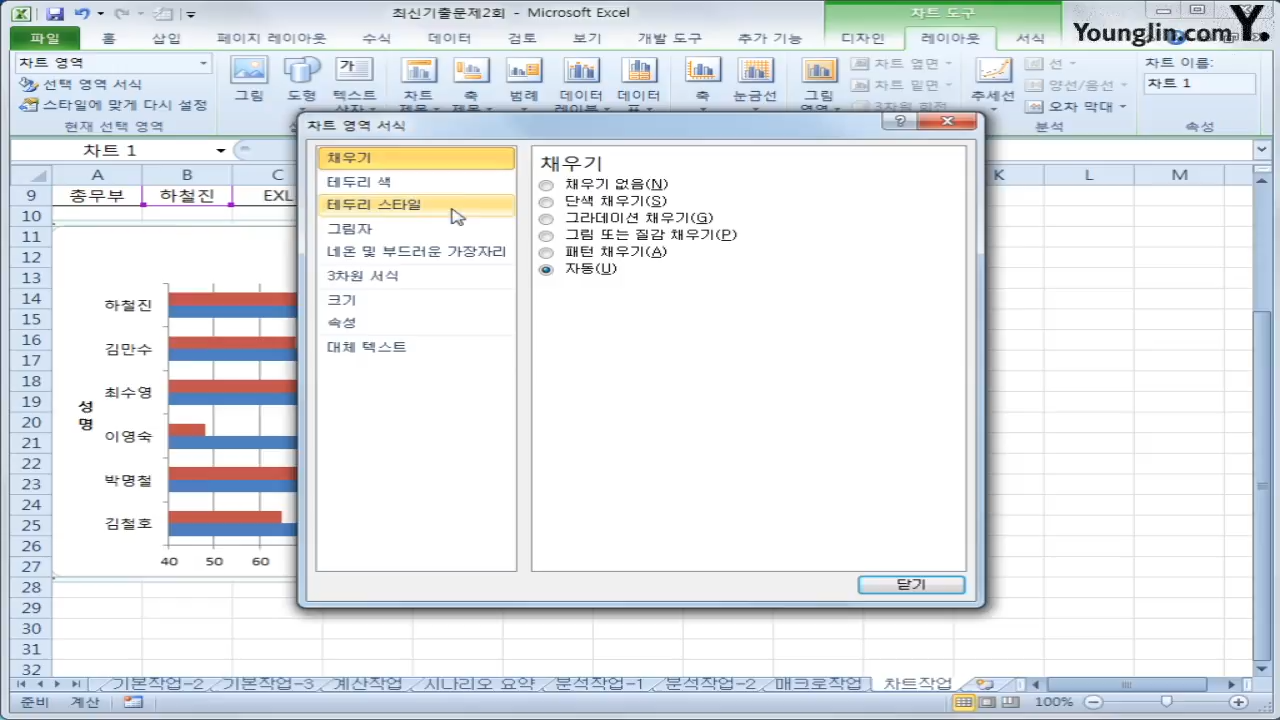 최신기출문제2회 - Microsoft Excel
차트 도구
YoungJin.com Y.
파일 홈 삽입 페이지 레이아웃 수식 데이터 검토 보기 개발 도구 추가 기능 디자인 레이아웃 서식
차트 영역
선택 영역 서식
스타일에 맞게 다시 설정
현재 선택 영역
그림 도형 텍스트
차트 축 범례 데이터 데이터
축 눈금선
그림
차트 옆면
차트 밑면
3차원 회전
추세선
선
양선/음선
오차 막대
분석
차트 이름:
차트 1
속성
차트 1
차트 영역 서식
채우기
테두리 색
테두리 스타일
그림자
네온 및 부드러운 가장자리
3차원 서식
크기
속성
대체 텍스트
채우기
채우기 없음(N)
단색 채우기(S)
그라데이션 채우기(G)
그림 또는 질감 채우기(P)
패턴 채우기(A)
자동(U)
닫기
A B C K L M
9 총무부 하철진 EXL
10
11
12
13
14
15
16
17
18
19
20
21
22
23
24
25
26
27
28
29
30
31
32
하철진
김만수
최수영
이영숙
박명철
김철호
성명
40 50 60
기본작업-2 기본작업-3 계산작업 시나리오 요약 분석작업-1 분석작업-2 매크로작업 차트작업
준비 계산 100%